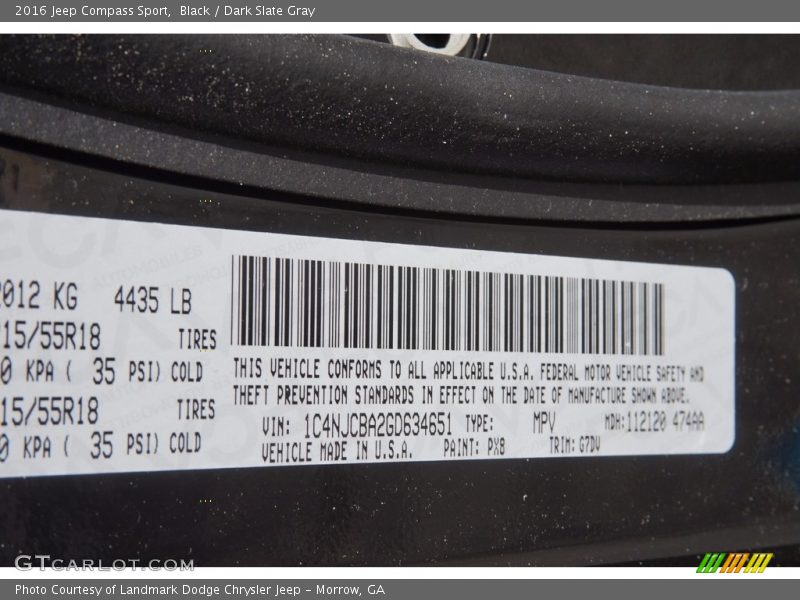 2016 Jeep Compass Sport,  Black / Dark Slate Gray
2012 KG 4435 LB
215/55R18 TIRES
0 KPA ( 35 PSI) COLD
215/55R18 TIRES
0 KPA ( 35 PSI) COLD
THIS VEHICLE CONFORMS TO ALL APPLICABLE U.S.A. FEDERAL MOTOR VEHICLE SAFETY AND
THEFT PREVENTION STANDARDS IN EFFECT ON THE DATE OF MANUFACTURE SHOWN ABOVE.
VIN: 1C4NJCBA2GD634651 TYPE: MPV MDH:112120 474AA
VEHICLE MADE IN U.S.A. PAINT: PX8 TRIM: G7DV
GTCARLOT.COM
Photo Courtesy of Landmark Dodge Chrysler Jeep – Morrow, GA